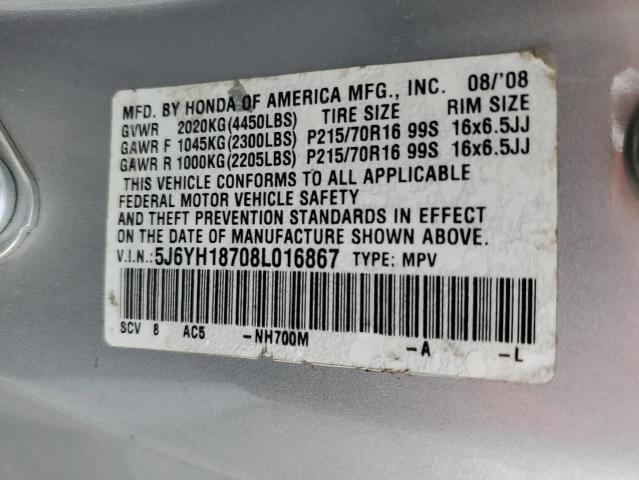 MFD. BY HONDA OF AMERICA MFG., INC. 08/'08
GVWR 2020KG(4450LBS) TIRE SIZE RIM SIZE
GAWR F 1045KG(2300LBS) P215/70R16 99S 16x6.5JJ
GAWR R 1000KG(2205LBS) P215/70R16 99S 16x6.5JJ
THIS VEHICLE CONFORMS TO ALL APPLICABLE
FEDERAL MOTOR VEHICLE SAFETY
AND THEFT PREVENTION STANDARDS IN EFFECT
ON THE DATE OF MANUFACTURE SHOWN ABOVE.
V.I.N.: 5J6YH18708L016867 TYPE: MPV
SCV 8 AC5 -NH700M -A -L